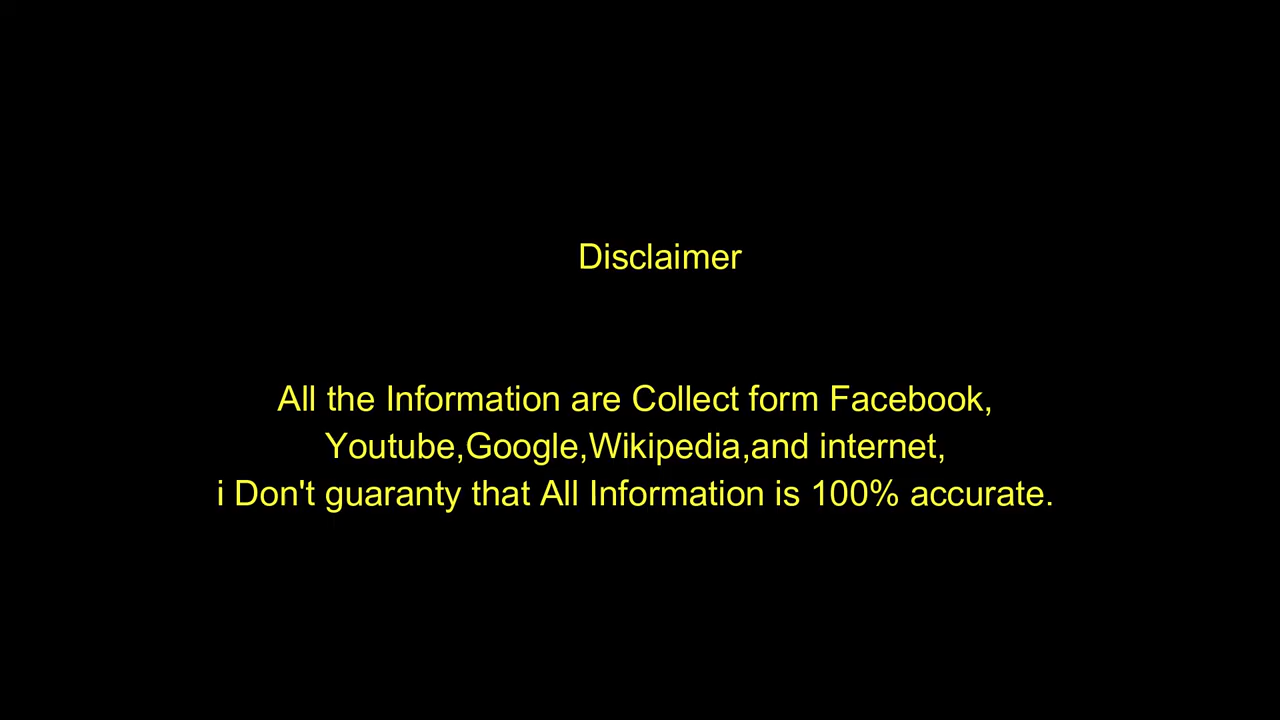 Disclaimer
All the Information are Collect form Facebook,
Youtube,Google,Wikipedia,and internet,
i Don't guaranty that All Information is 100% accurate.